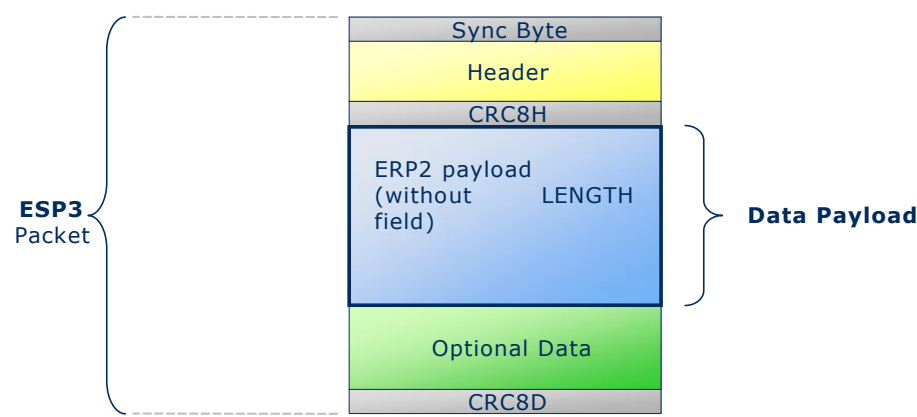 Sync Byte
Header
CRC8H
ERP2 payload
(without LENGTH
field)
ESP3
Packet
Data Payload
Optional Data
CRC8D